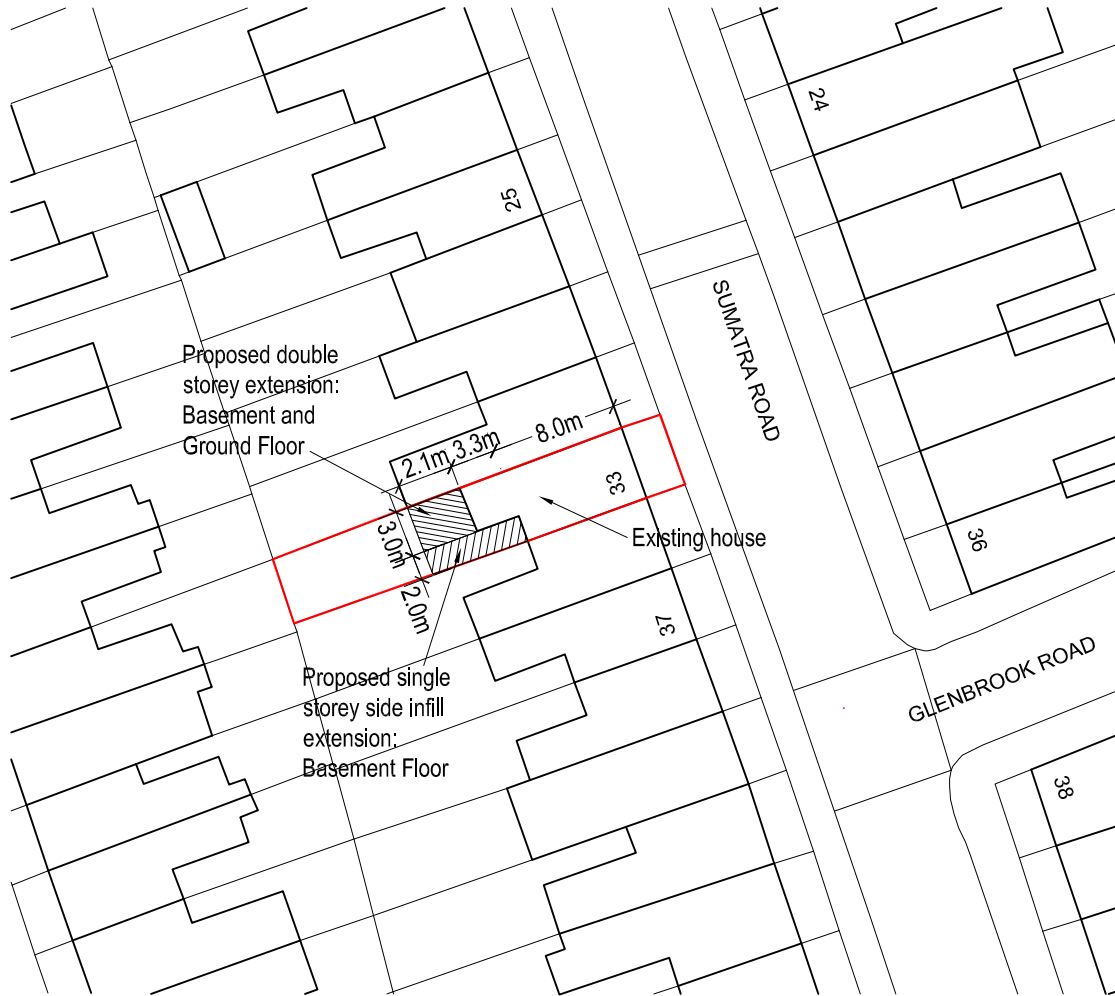 24
25
SUMATRA ROAD
Proposed double
storey extension:
Basement and
Ground Floor
2.1m
3.3m
8.0m
33
3.0m
2.0m
Existing house
36
37
GLENBROOK ROAD
Proposed single
storey side infill
extension:
Basement Floor
38